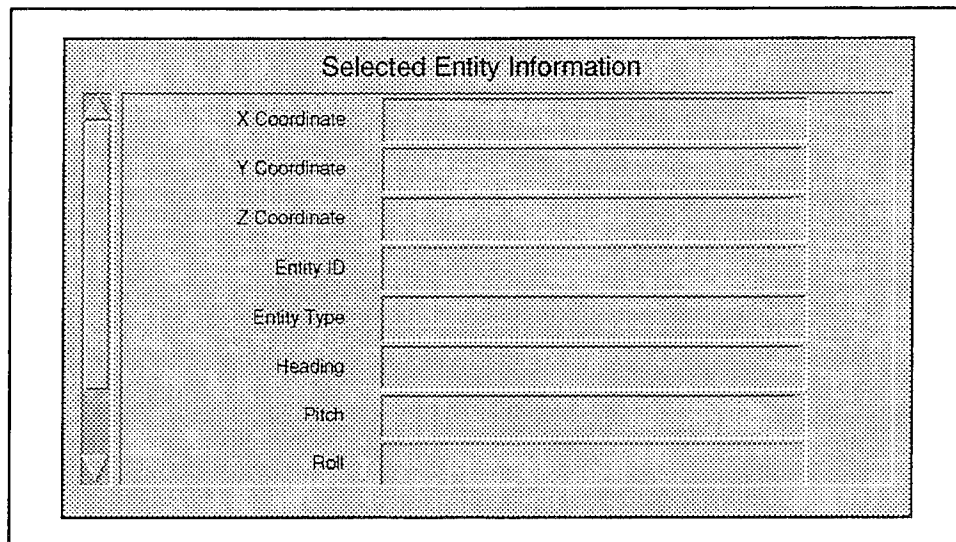 Selected Entity Information
X Coordinate
Y Coordinate
Z Coordinate
Entity ID
Entity Type
Heading
Pitch
Roll